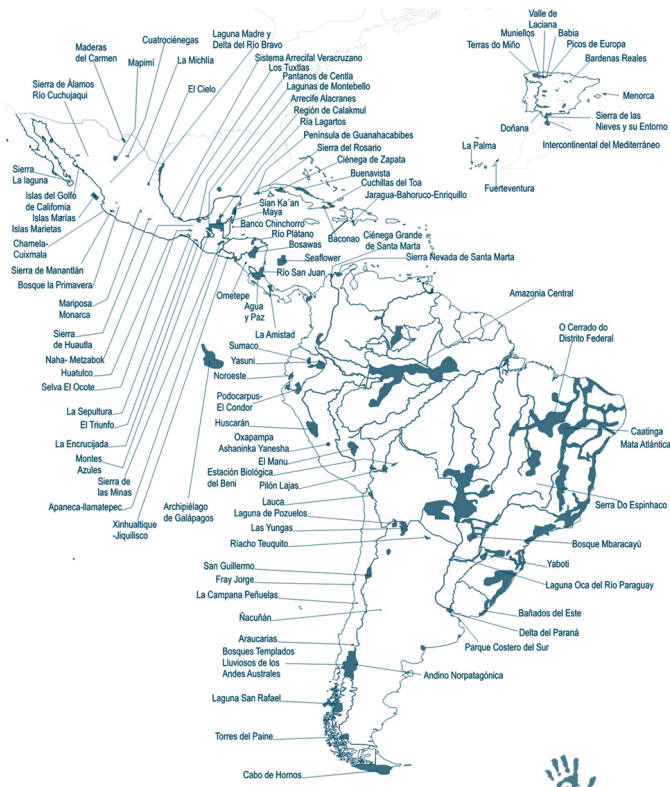 Cuatrociénegas
Maderas
del Carmen
Mapimí
La Michlía
Laguna Madre y
Delta del Río Bravo
Sistema Arrecifal Veracruzano
Los Tuxtlas
Pantanos de Centla
Lagunas de Montebello
Arrecife Alacranes
Región de Calakmul
Ría Lagartos
Península de Guanahacabibes
Sierra del Rosario
Ciénega de Zapata
Buenavista
Cuchillas del Toa
Jaragua-Bahoruco-Enriquillo
El Cielo
Sierra de Álamos
Río Cuchujaqui
Valle de
Laciana
Muniellos
Babia
Terras do Miño
Picos de Europa
Bardenas Reales
Menorca
Sierra de las
Nieves y su Entorno
Doñana
Intercontinental del Mediterráneo
La Palma
Fuerteventura
Sierra
La laguna
Islas del Golfo
de California
Islas Marías
Islas Marietas
Chamela-
Cuixmala
Sierra de Manantlán
Bosque la Primavera
Mariposa
Monarca
Sierra
de Huautla
Naha- Metzabok
Huatulco
Selva El Ocote
La Sepultura
El Triunfo
La Encrucijada
Montes
Azules
Sierra de
las Minas
Apaneca-llamatepec
Xinhualtique
-Jiquilisco
Sian Ka´an
Maya
Banco Chinchorro
Río Plátano
Bosawas
Seaflower
Río San Juan
Baconao
Ciénega Grande
de Santa Marta
Sierra Nevada de Santa Marta
Ometepe
Agua
y Paz
La Amistad
Amazonia Central
O Cerrado do
Distrito Federal
Sumaco
Yasuni
Noroeste
Podocarpus-
El Condor
Huscarán
Oxapampa
Ashaninka Yanesha
El Manu
Estación Biológica
del Beni
Pilón Lajas
Archipiélago
de Galápagos
Lauca
Laguna de Pozuelos
Las Yungas
Riacho Teuquito
San Guillermo
Fray Jorge
La Campana Peñuelas
Ñacuñán
Araucarias
Bosques Templados
Lluviosos de los
Andes Australes
Laguna San Rafael
Torres del Paine
Cabo de Hornos
Caatinga
Mata Atlántica
Serra Do Espinhaco
Bosque Mbaracayú
Yaboti
Laguna Oca del Río Paraguay
Bañados del Este
Delta del Paraná
Parque Costero del Sur
Andino Norpatagónica